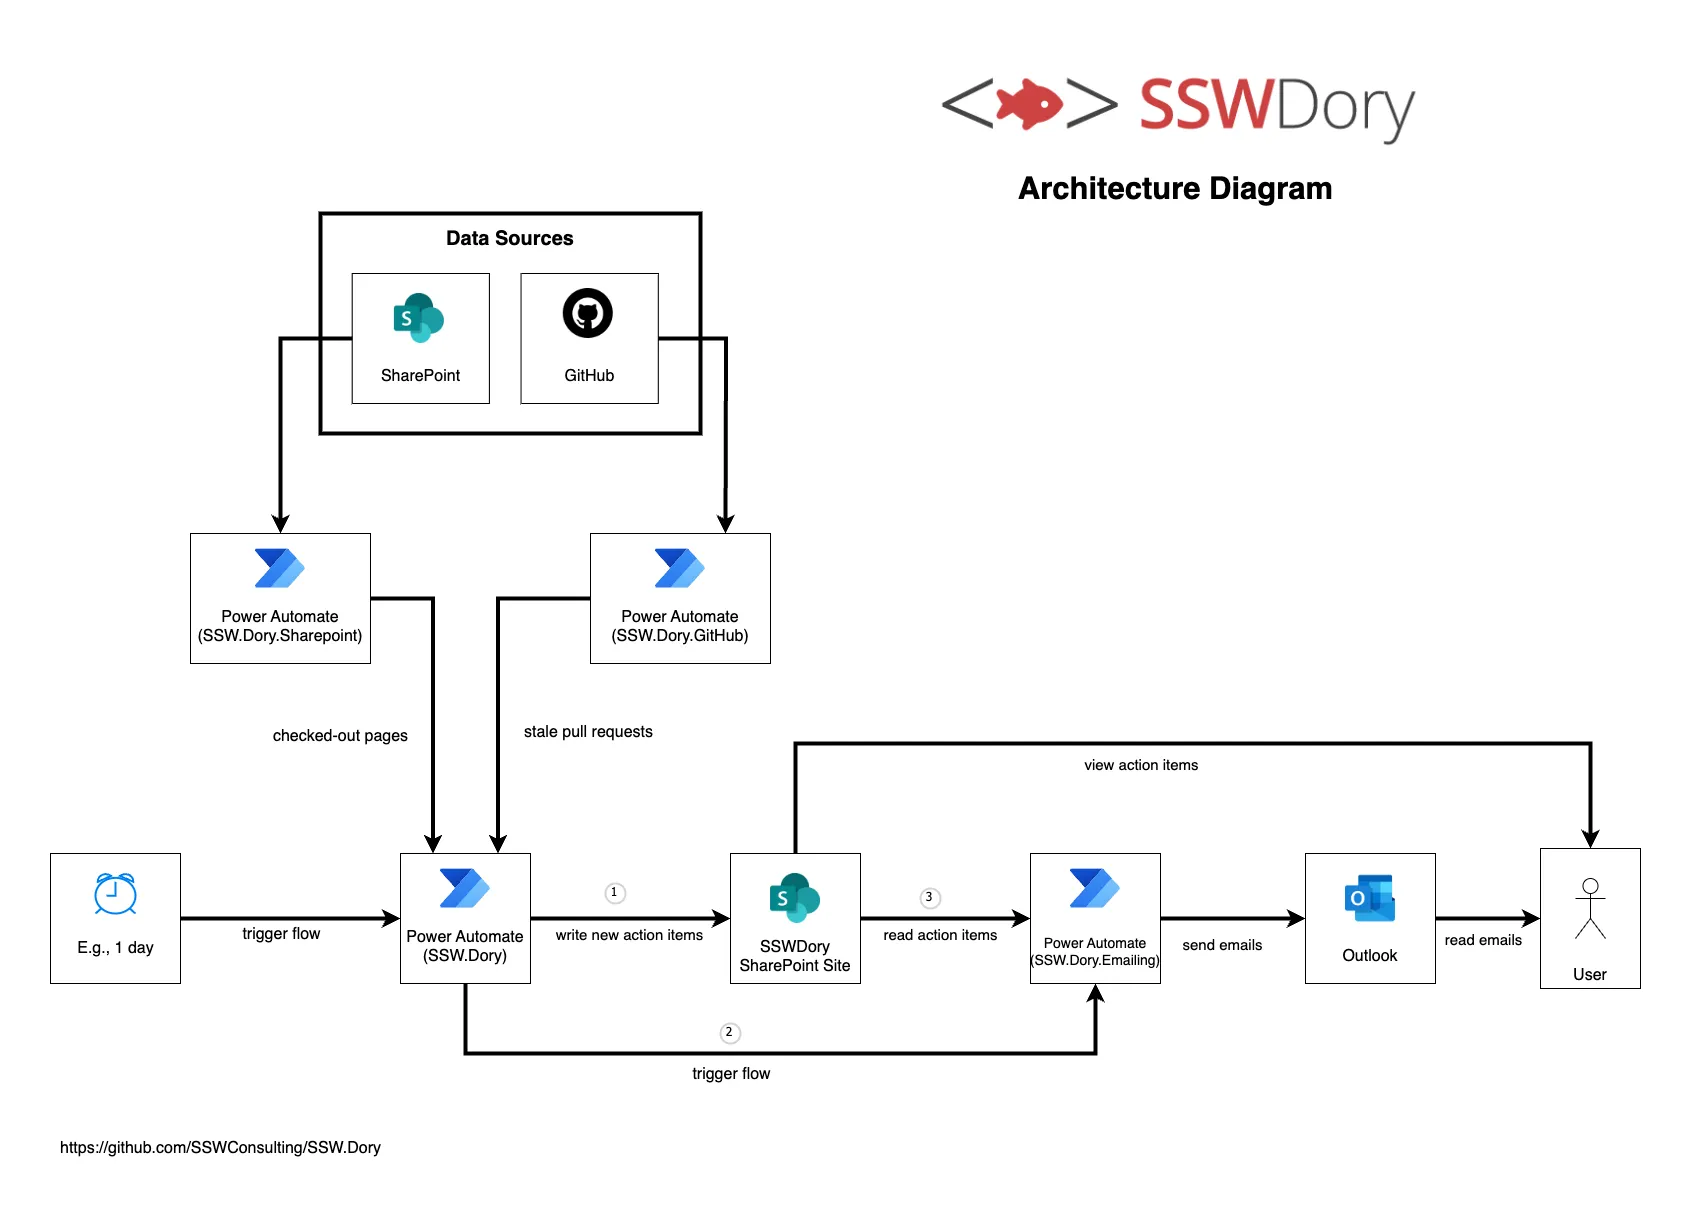 SSWDory
Architecture Diagram
Data Sources
S
SharePoint
GitHub
Power Automate
(SSW.Dory.Sharepoint)
Power Automate
(SSW.Dory.GitHub)
checked-out pages
stale pull requests
view action items
E.g., 1 day
trigger flow
Power Automate
(SSW.Dory)
1
write new action items
S
SSWDory
SharePoint Site
3
read action items
Power Automate
(SSW.Dory.Emailing)
send emails
O
Outlook
read emails
User
2
trigger flow
https://github.com/SSWConsulting/SSW.Dory